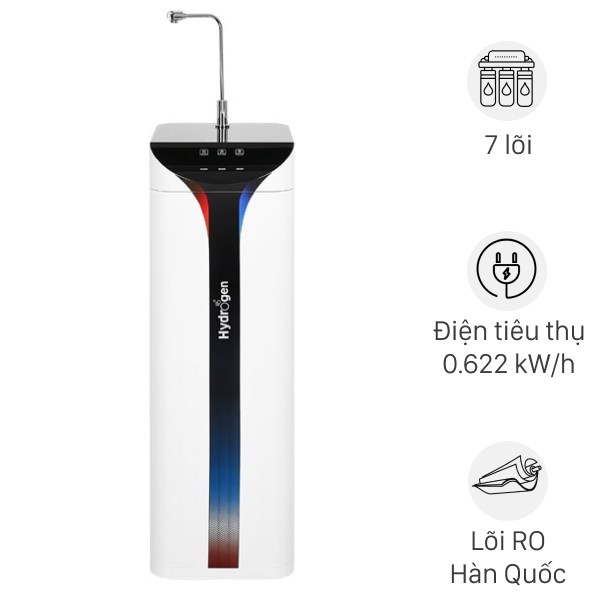 Hydrogen
7 lõi
Điện tiêu thụ
0.622 kW/h
Lõi RO
Hàn Quốc